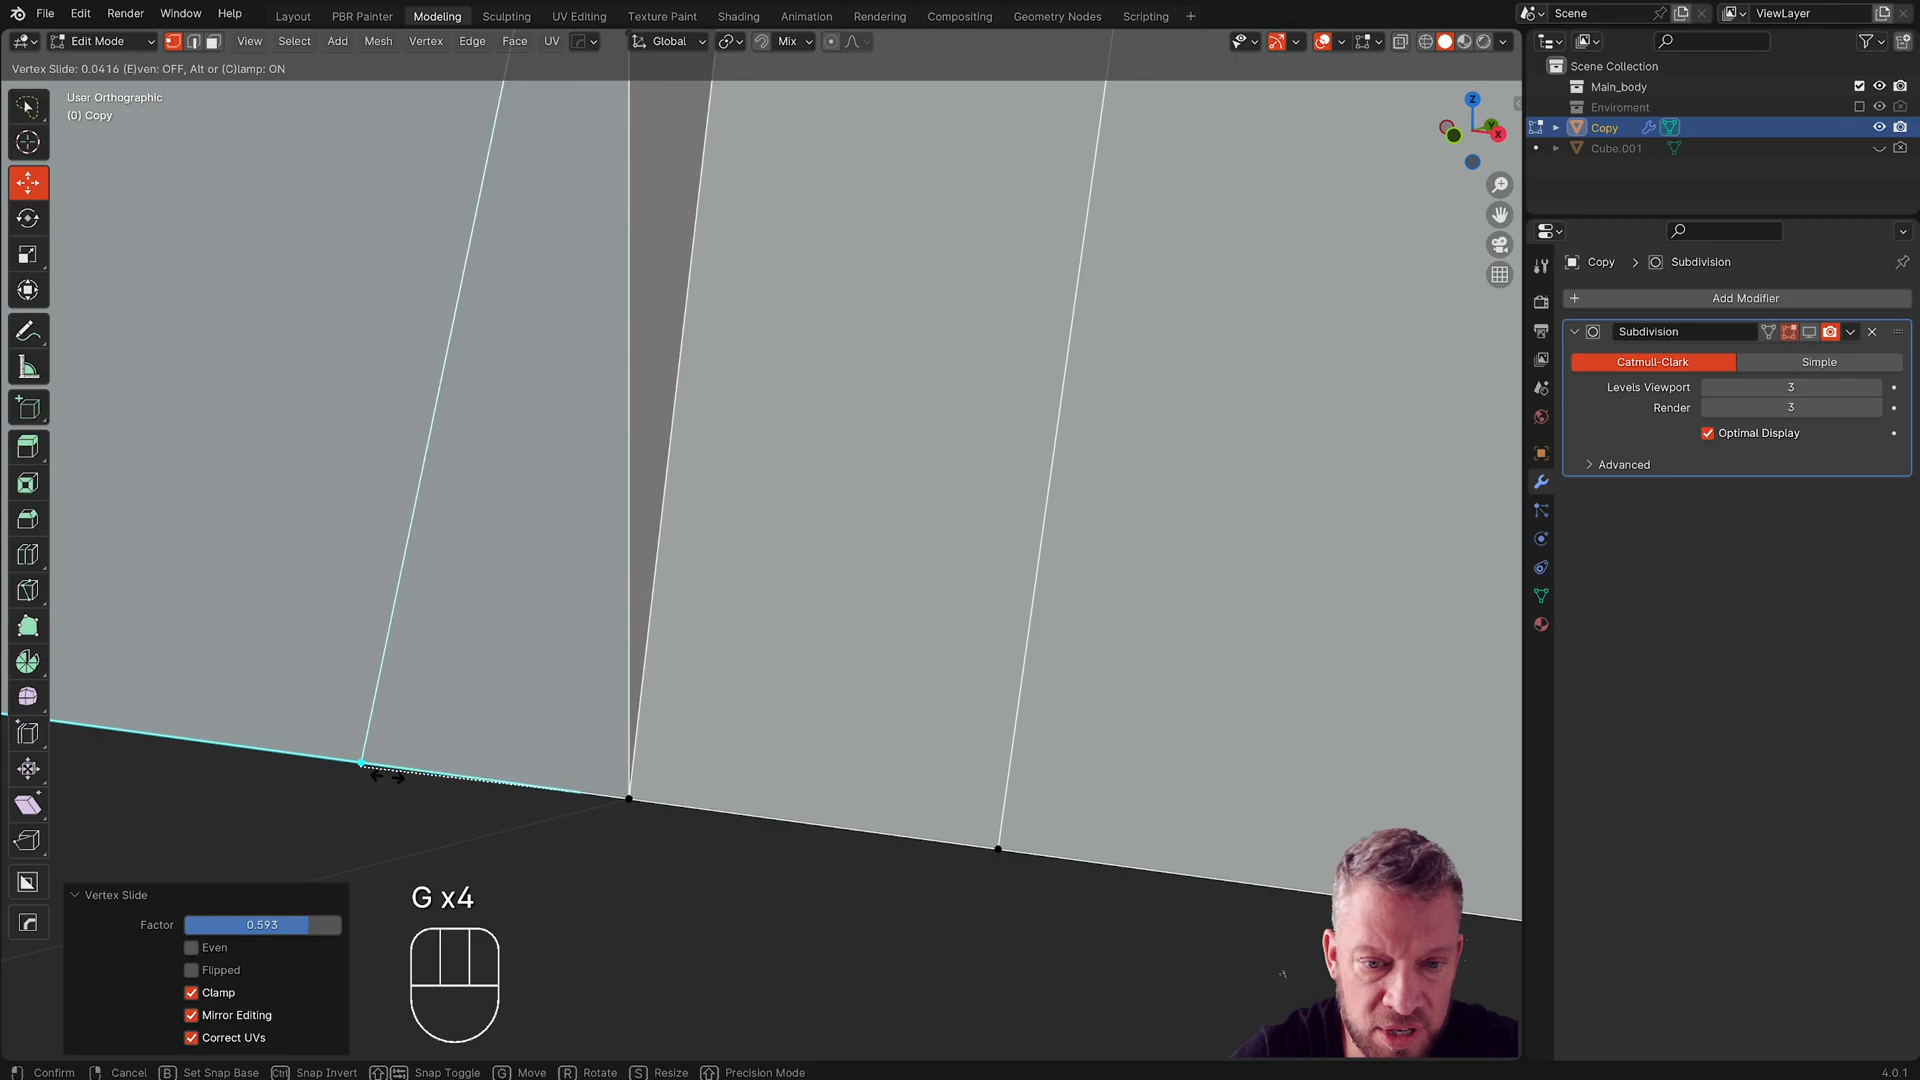 File Edit Render Window Help
Layout PBR Painter Modeling Sculpting UV Editing Texture Paint Shading Animation Rendering Compositing Geometry Nodes Scripting +
Scene
ViewLayer
Edit Mode View Select Add Mesh Vertex Edge Face UV Global Mix
Vertex Slide: 0.0416 (E)ven: OFF, Alt or (C)lamp: ON
User Orthographic
(0) Copy
Z
Y
X
Scene Collection
Main_body
Enviroment
Copy
Cube.001
Copy > Subdivision
+ Add Modifier
Subdivision
Catmull-Clark Simple
Levels Viewport 3
Render 3
Optimal Display
Advanced
Vertex Slide
Factor 0.593
Even
Flipped
Clamp
Mirror Editing
Correct UVs
G x4
Confirm Cancel B Set Snap Base Ctrl Snap Invert Snap Toggle G Move R Rotate S Resize Precision Mode
4.0.1